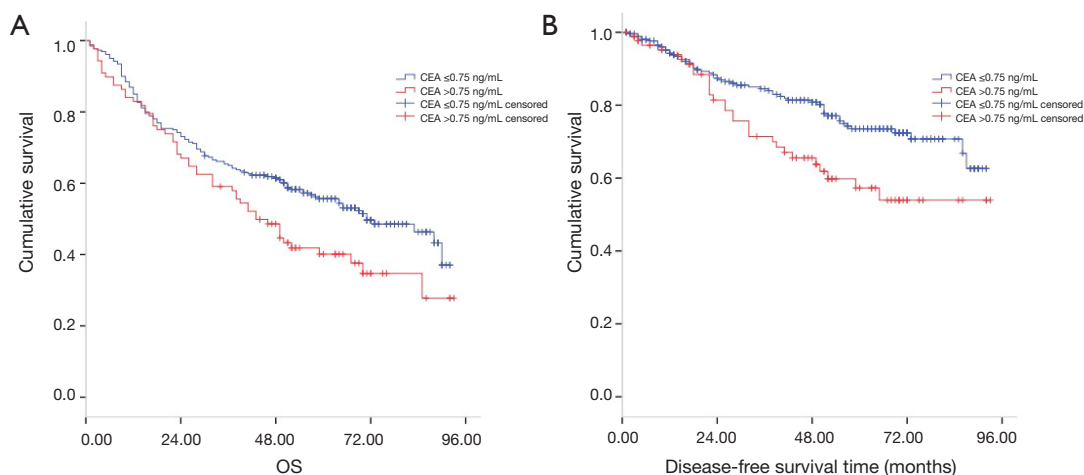 A
Cumulative survival
1.0
0.8
0.6
0.4
0.2
0.0
0.00 24.00 48.00 72.00 96.00
OS
CEA ≤0.75 ng/mL
CEA >0.75 ng/mL
CEA ≤0.75 ng/mL censored
CEA >0.75 ng/mL censored
B
Cumulative survival
1.0
0.8
0.6
0.4
0.2
0.0
0.00 24.00 48.00 72.00 96.00
Disease-free survival time (months)
CEA ≤0.75 ng/mL
CEA >0.75 ng/mL
CEA ≤0.75 ng/mL censored
CEA >0.75 ng/mL censored